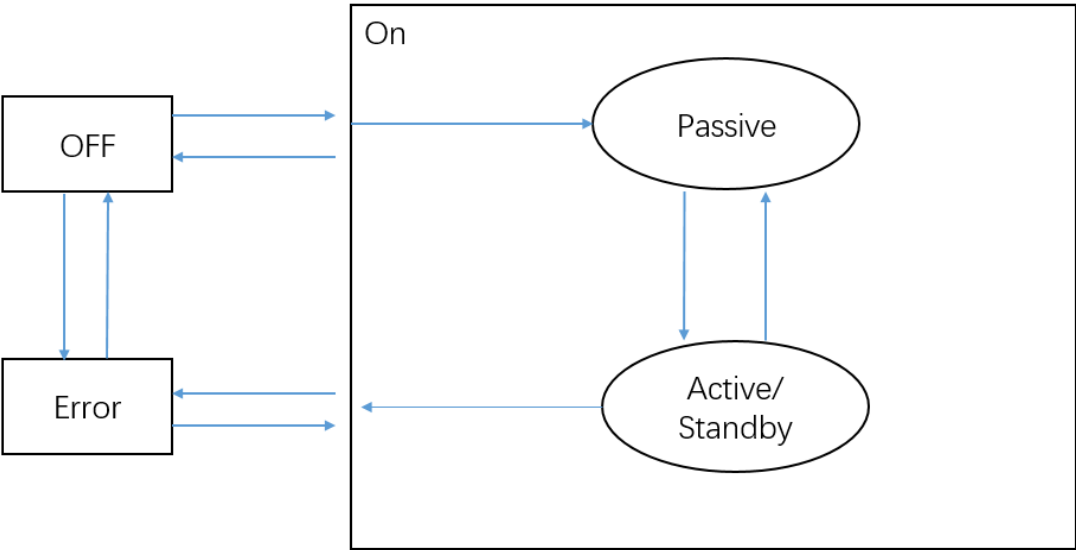 On
OFF
Passive
Error
Active/
Standby